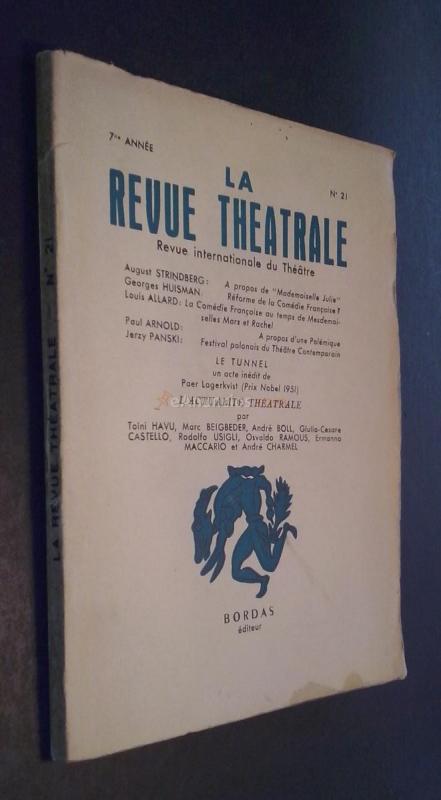 7me ANNÉE
N° 21
LA
REVUE THEATRALE
Revue internationale du Théâtre
August STRINDBERG: A propos de "Mademoiselle Julie"
Georges HUISMAN: Réforme de la Comédie Française ?
Louis ALLARD: La Comédie Française au temps de Mesdemoi-
selles Mars et Rachel
Paul ARNOLD: A propos d'une Polémique
Jerzy PANSKI: Festival polonais du Théâtre Contemporain
LE TUNNEL
un acte inédit de
Paer Lagerkvist (Prix Nobel 1951)
L'ACTUALITÉ THÉATRALE
par
Toini HAVU, Marc BEIGBEDER, André BOLL, Giulio-Cesare
CASTELLO, Rodolfo USIGLI, Osvaldo RAMOUS, Ermanno
MACCARIO et André CHARMEL
BORDAS
éditeur
LA REVUE THÉATRALE N° 21